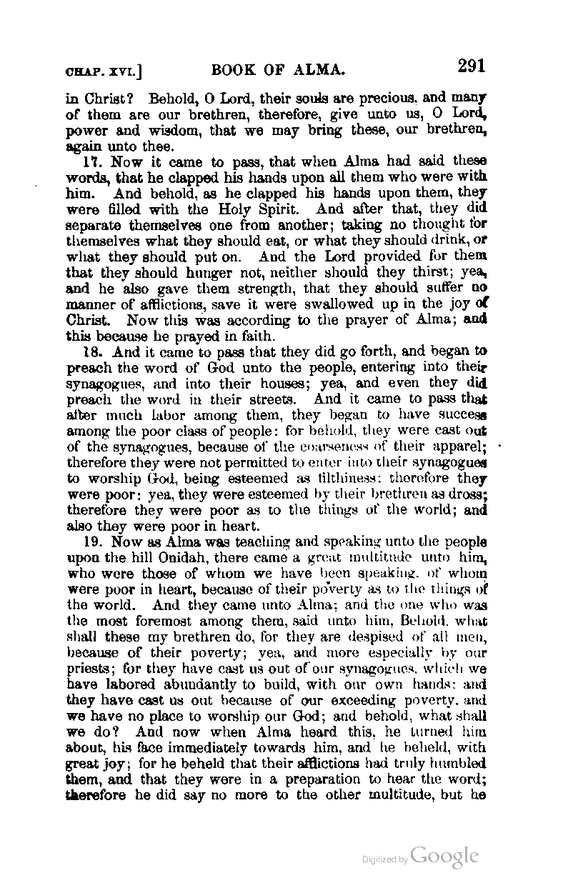 CHAP. XVI.] BOOK OF ALMA. 291
in Christ? Behold, O Lord, their souls are precious, and many
of them are our brethren, therefore, give unto us, O Lord,
power and wisdom, that we may bring these, our brethren,
again unto thee.
17. Now it came to pass, that when Alma had said these
words, that he clapped his hands upon all them who were with
him. And behold, as he clapped his hands upon them, they
were filled with the Holy Spirit. And after that, they did
separate themselves one from another; taking no thought for
themselves what they should eat, or what they should drink, or
what they should put on. And the Lord provided for them
that they should hunger not, neither should they thirst; yea,
and he also gave them strength, that they should suffer no
manner of afflictions, save it were swallowed up in the joy of
Christ. Now this was according to the prayer of Alma; and
this because he prayed in faith.
18. And it came to pass that they did go forth, and began to
preach the word of God unto the people, entering into their
synagogues, and into their houses; yea, and even they did
preach the word in their streets. And it came to pass that
after much labor among them, they began to have success
among the poor class of people: for behold, they were cast out
of the synagogues, because of the coarseness of their apparel;
therefore they were not permitted to enter into their synagogues
to worship God, being esteemed as filthiness: therefore they
were poor: yea, they were esteemed by their brethren as dross;
therefore they were poor as to the things of the world; and
also they were poor in heart.
19. Now as Alma was teaching and speaking unto the people
upon the hill Onidah, there came a great multitude unto him,
who were those of whom we have been speaking, of whom
were poor in heart, because of their poverty as to the things of
the world. And they came unto Alma; and the one who was
the most foremost among them, said unto him, Behold, what
shall these my brethren do, for they are despised of all men,
because of their poverty; yea, and more especially by our
priests; for they have cast us out of our synagogues, which we
have labored abundantly to build, with our own hands: and
they have cast us out because of our exceeding poverty, and
we have no place to worship our God; and behold, what shall
we do? And now when Alma heard this, he turned him
about, his face immediately towards him, and he beheld, with
great joy; for he beheld that their afflictions had truly humbled
them, and that they were in a preparation to hear the word;
therefore he did say no more to the other multitude, but he
Digitized by Google